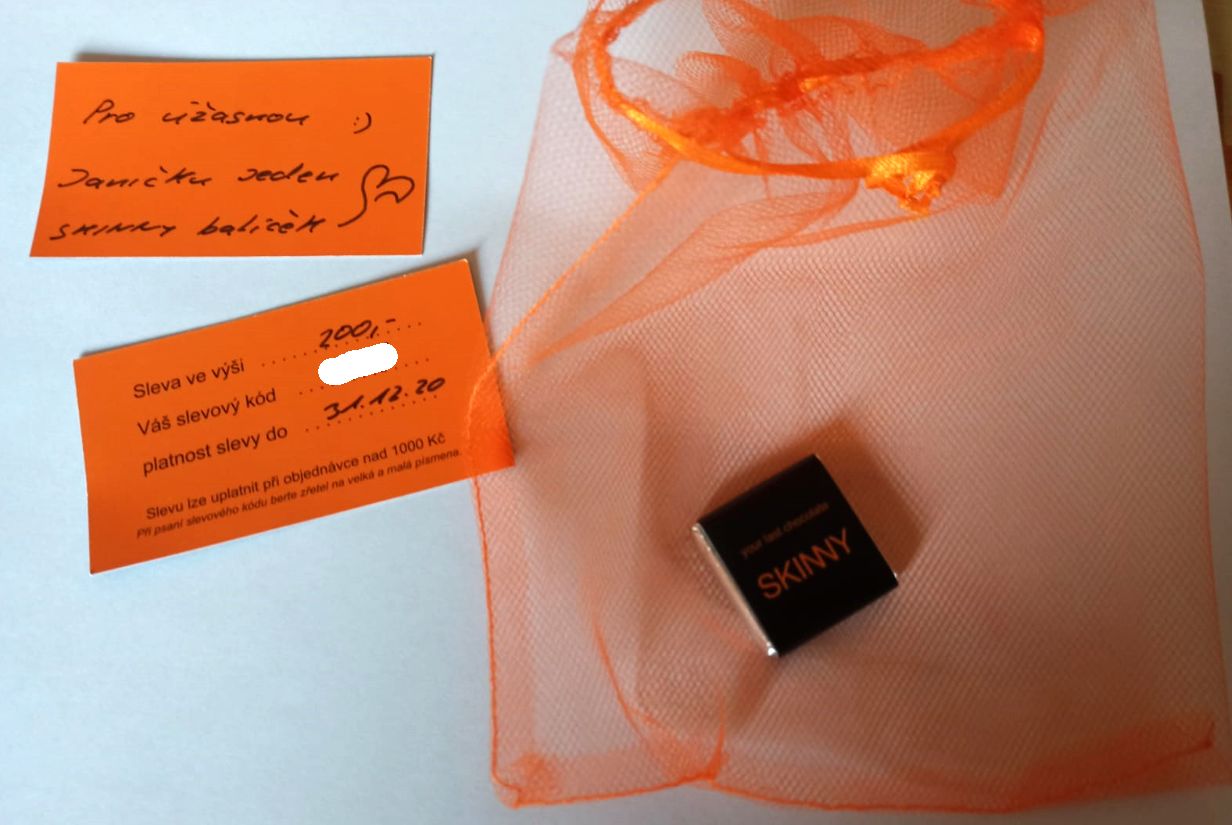 Pro úžasnou :)
Janičku jeden
SKINNY balíček
Sleva ve výši 200,-
Váš slevový kód
platnost slevy do 31.12.20
Slevu lze uplatnit při objednávce nad 1000 Kč
Při psaní slevového kódu berte zřetel na velká a malá písmena.
your fast chocolate
SKINNY